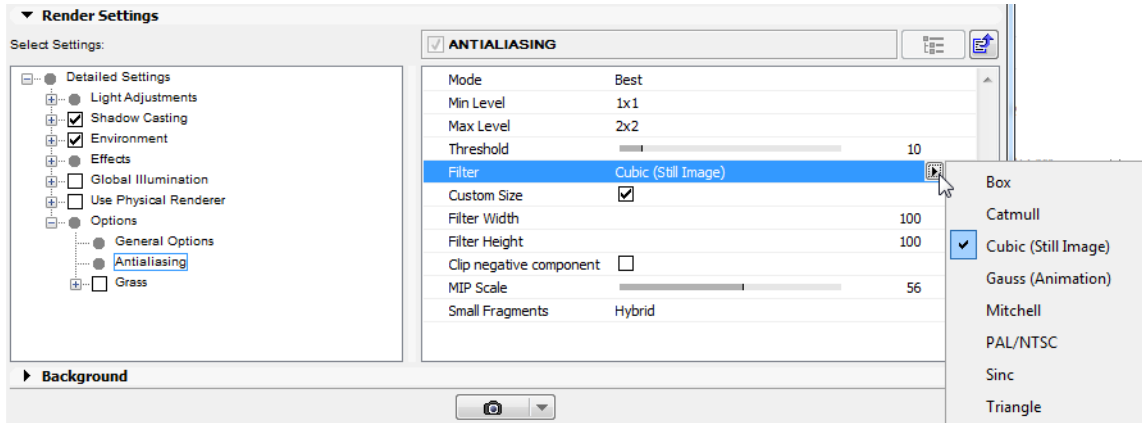 Render Settings
Select Settings:
ANTIALIASING
Detailed Settings
Light Adjustments
Shadow Casting
Environment
Effects
Global Illumination
Use Physical Renderer
Options
General Options
Antialiasing
Grass
Mode Best
Min Level 1x1
Max Level 2x2
Threshold 10
Filter Cubic (Still Image)
Custom Size
Filter Width 100
Filter Height 100
Clip negative component
MIP Scale 56
Small Fragments Hybrid
Box
Catmull
Cubic (Still Image)
Gauss (Animation)
Mitchell
PAL/NTSC
Sinc
Triangle
Background